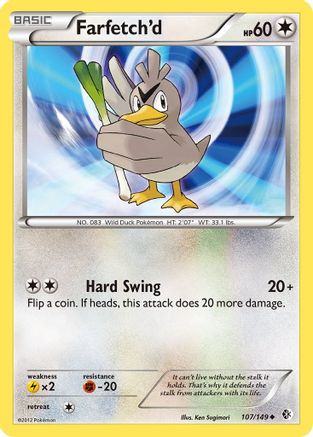 BASIC
Farfetch'd
HP60
NO. 083 Wild Duck Pokémon HT: 2'07" WT: 33.1 lbs.
Hard Swing 20+
Flip a coin. If heads, this attack does 20 more damage.
weakness
×2
resistance
-20
retreat
It can't live without the stalk it
holds. That's why it defends the
stalk from attackers with its life.
©2012 Pokémon
Illus. Ken Sugimori
107/149